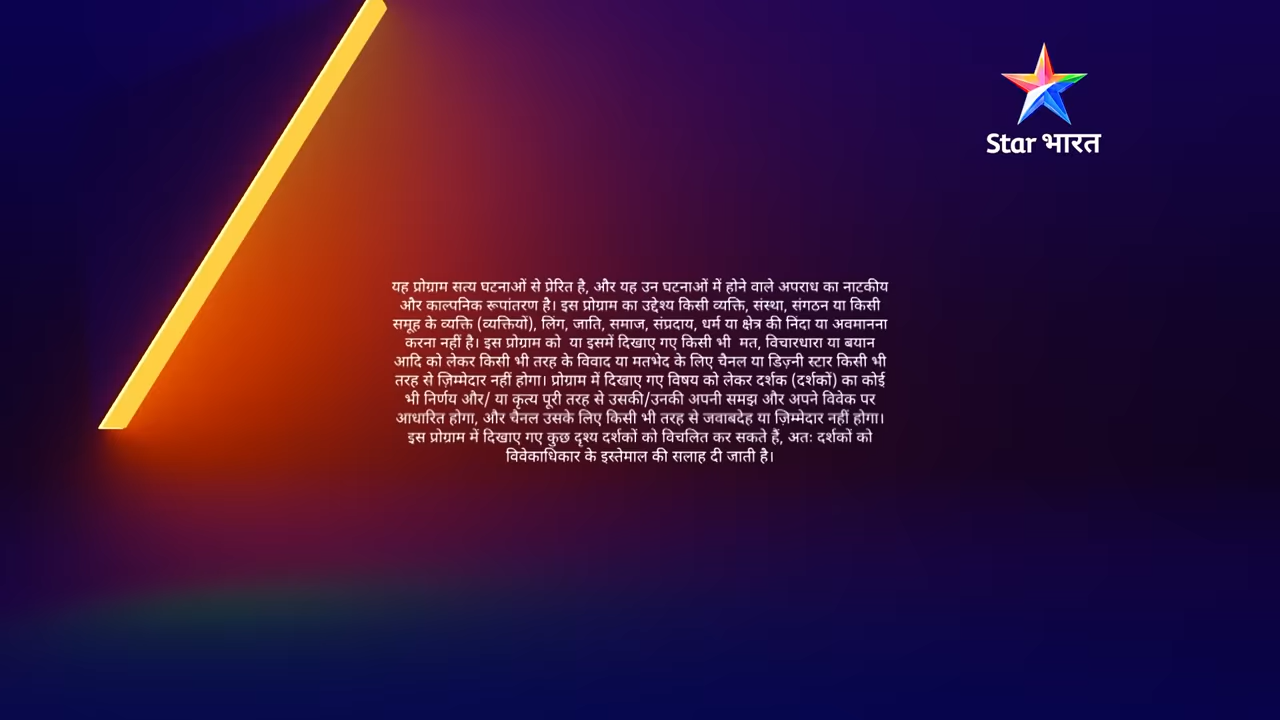 Star भारत
यह प्रोग्राम सत्य घटनाओं से प्रेरित है, और यह उन घटनाओं में होने वाले अपराध का नाटकीय
और काल्पनिक रूपांतरण है। इस प्रोग्राम का उद्देश्य किसी व्यक्ति, संस्था, संगठन या किसी
समूह के व्यक्ति (व्यक्तियों), लिंग, जाति, समाज, संप्रदाय, धर्म या क्षेत्र की निंदा या अवमानना
करना नहीं है। इस प्रोग्राम को  या इसमें दिखाए गए किसी भी  मत, विचारधारा या बयान
आदि को लेकर किसी भी तरह के विवाद या मतभेद के लिए चैनल या डिज़्नी स्टार किसी भी
तरह से ज़िम्मेदार नहीं होगा। प्रोग्राम में दिखाए गए विषय को लेकर दर्शक (दर्शकों) का कोई
भी निर्णय और/ या कृत्य पूरी तरह से उसकी/उनकी अपनी समझ और अपने विवेक पर
आधारित होगा, और चैनल उसके लिए किसी भी तरह से जवाबदेह या ज़िम्मेदार नहीं होगा।
इस प्रोग्राम में दिखाए गए कुछ दृश्य दर्शकों को विचलित कर सकते हैं, अतः दर्शकों को
विवेकाधिकार के इस्तेमाल की सलाह दी जाती है।